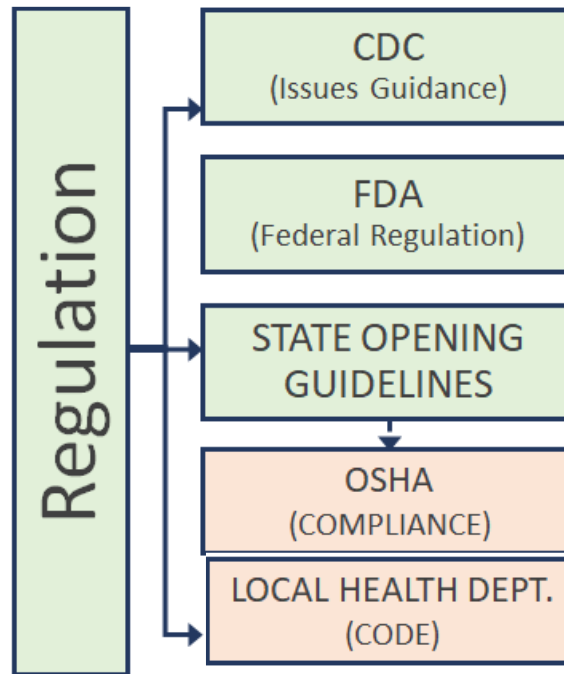 Regulation
CDC
(Issues Guidance)
FDA
(Federal Regulation)
STATE OPENING
GUIDELINES
OSHA
(COMPLIANCE)
LOCAL HEALTH DEPT.
(CODE)